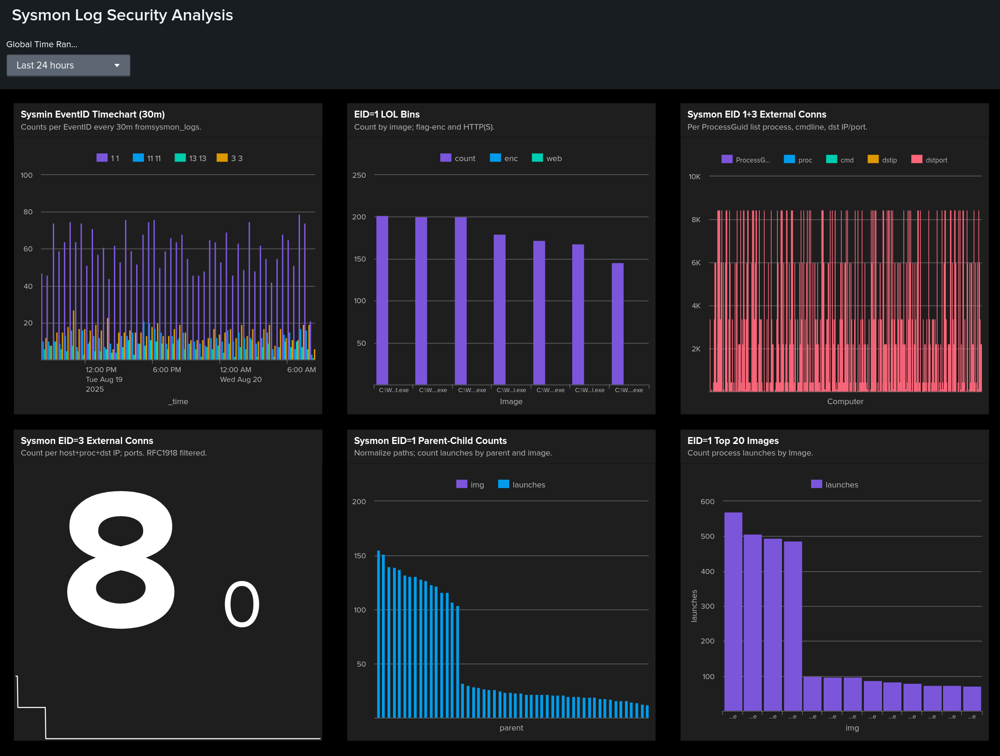 Sysmon Log Security Analysis
Global Time Ran...
Last 24 hours
Sysmin EventID Timechart (30m)
Counts per EventID every 30m fromsysmon_logs.
1 1 11 11 13 13 3 3
100
80
60
40
20
12:00 PM 6:00 PM 12:00 AM 6:00 AM
Tue Aug 19 Wed Aug 20
2025
_time
EID=1 LOL Bins
Count by image; flag-enc and HTTP(S).
count enc web
250
200
150
100
50
C:\W...t.exe C:\W....exe C:\W....exe C:\W...l.exe C:\W....exe C:\W...l.exe C:\W....exe
Image
Sysmon EID 1+3 External Conns
Per ProcessGuid list process, cmdline, dst IP/port.
ProcessG... proc cmd dstip dstport
10K
8K
6K
4K
2K
Computer
Sysmon EID=3 External Conns
Count per host+proc+dst IP; ports. RFC1918 filtered.
8 0
Sysmon EID=1 Parent-Child Counts
Normalize paths; count launches by parent and image.
img launches
200
150
100
50
parent
EID=1 Top 20 Images
Count process launches by Image.
launches
600
500
400
300
200
100
launches
...e ...e ...e ...e ...e ...e ...e ...e ...e ...e ...e ...e ...e
img